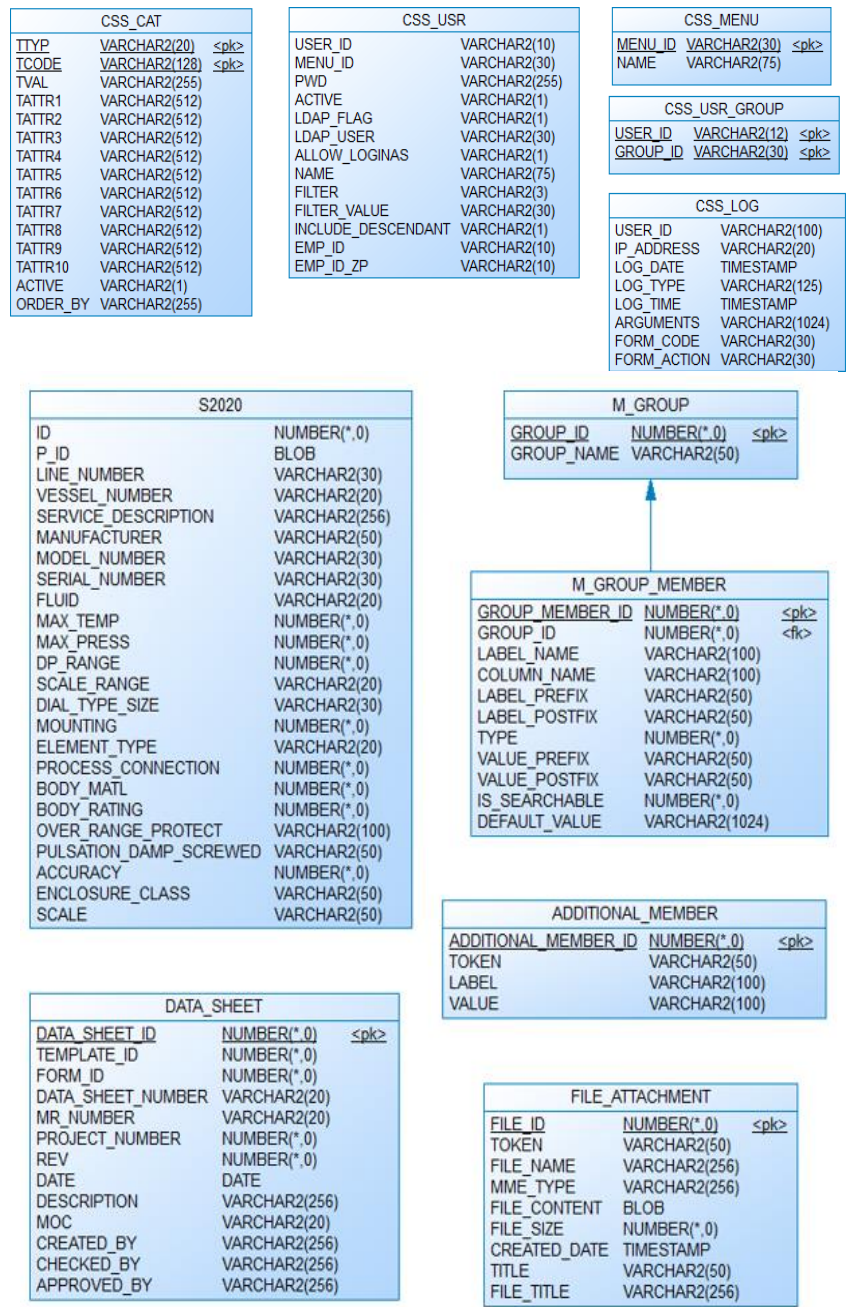 CSS_CAT
TTYP VARCHAR2(20) <pk>
TCODE VARCHAR2(128) <pk>
TVAL VARCHAR2(255)
TATTR1 VARCHAR2(512)
TATTR2 VARCHAR2(512)
TATTR3 VARCHAR2(512)
TATTR4 VARCHAR2(512)
TATTR5 VARCHAR2(512)
TATTR6 VARCHAR2(512)
TATTR7 VARCHAR2(512)
TATTR8 VARCHAR2(512)
TATTR9 VARCHAR2(512)
TATTR10 VARCHAR2(512)
ACTIVE VARCHAR2(1)
ORDER_BY VARCHAR2(255)
CSS_USR
USER_ID VARCHAR2(10)
MENU_ID VARCHAR2(30)
PWD VARCHAR2(255)
ACTIVE VARCHAR2(1)
LDAP_FLAG VARCHAR2(1)
LDAP_USER VARCHAR2(30)
ALLOW_LOGINAS VARCHAR2(1)
NAME VARCHAR2(75)
FILTER VARCHAR2(3)
FILTER_VALUE VARCHAR2(30)
INCLUDE_DESCENDANT VARCHAR2(1)
EMP_ID VARCHAR2(10)
EMP_ID_ZP VARCHAR2(10)
CSS_MENU
MENU_ID VARCHAR2(30) <pk>
NAME VARCHAR2(75)
CSS_USR_GROUP
USER_ID VARCHAR2(12) <pk>
GROUP_ID VARCHAR2(30) <pk>
CSS_LOG
USER_ID VARCHAR2(100)
IP_ADDRESS VARCHAR2(20)
LOG_DATE TIMESTAMP
LOG_TYPE VARCHAR2(125)
LOG_TIME TIMESTAMP
ARGUMENTS VARCHAR2(1024)
FORM_CODE VARCHAR2(30)
FORM_ACTION VARCHAR2(30)
S2020
ID NUMBER(*,0)
P_ID BLOB
LINE_NUMBER VARCHAR2(30)
VESSEL_NUMBER VARCHAR2(20)
SERVICE_DESCRIPTION VARCHAR2(256)
MANUFACTURER VARCHAR2(50)
MODEL_NUMBER VARCHAR2(30)
SERIAL_NUMBER VARCHAR2(30)
FLUID VARCHAR2(20)
MAX_TEMP NUMBER(*,0)
MAX_PRESS NUMBER(*,0)
DP_RANGE NUMBER(*,0)
SCALE_RANGE VARCHAR2(20)
DIAL_TYPE_SIZE VARCHAR2(30)
MOUNTING NUMBER(*,0)
ELEMENT_TYPE VARCHAR2(20)
PROCESS_CONNECTION NUMBER(*,0)
BODY_MATL NUMBER(*,0)
BODY_RATING NUMBER(*,0)
OVER_RANGE_PROTECT VARCHAR2(100)
PULSATION_DAMP_SCREWED VARCHAR2(50)
ACCURACY NUMBER(*,0)
ENCLOSURE_CLASS VARCHAR2(50)
SCALE VARCHAR2(50)
M_GROUP
GROUP_ID NUMBER(*,0) <pk>
GROUP_NAME VARCHAR2(50)
M_GROUP_MEMBER
GROUP_MEMBER_ID NUMBER(*,0) <pk>
GROUP_ID NUMBER(*,0) <fk>
LABEL_NAME VARCHAR2(100)
COLUMN_NAME VARCHAR2(100)
LABEL_PREFIX VARCHAR2(50)
LABEL_POSTFIX VARCHAR2(50)
TYPE NUMBER(*,0)
VALUE_PREFIX VARCHAR2(50)
VALUE_POSTFIX VARCHAR2(50)
IS_SEARCHABLE NUMBER(*,0)
DEFAULT_VALUE VARCHAR2(1024)
ADDITIONAL_MEMBER
ADDITIONAL_MEMBER_ID NUMBER(*,0) <pk>
TOKEN VARCHAR2(50)
LABEL VARCHAR2(100)
VALUE VARCHAR2(100)
DATA_SHEET
DATA_SHEET_ID NUMBER(*,0) <pk>
TEMPLATE_ID NUMBER(*,0)
FORM_ID NUMBER(*,0)
DATA_SHEET_NUMBER VARCHAR2(20)
MR_NUMBER VARCHAR2(20)
PROJECT_NUMBER NUMBER(*,0)
REV NUMBER(*,0)
DATE DATE
DESCRIPTION VARCHAR2(256)
MOC VARCHAR2(20)
CREATED_BY VARCHAR2(256)
CHECKED_BY VARCHAR2(256)
APPROVED_BY VARCHAR2(256)
FILE_ATTACHMENT
FILE_ID NUMBER(*,0) <pk>
TOKEN VARCHAR2(50)
FILE_NAME VARCHAR2(256)
MME_TYPE VARCHAR2(256)
FILE_CONTENT BLOB
FILE_SIZE NUMBER(*,0)
CREATED_DATE TIMESTAMP
TITLE VARCHAR2(50)
FILE_TITLE VARCHAR2(256)